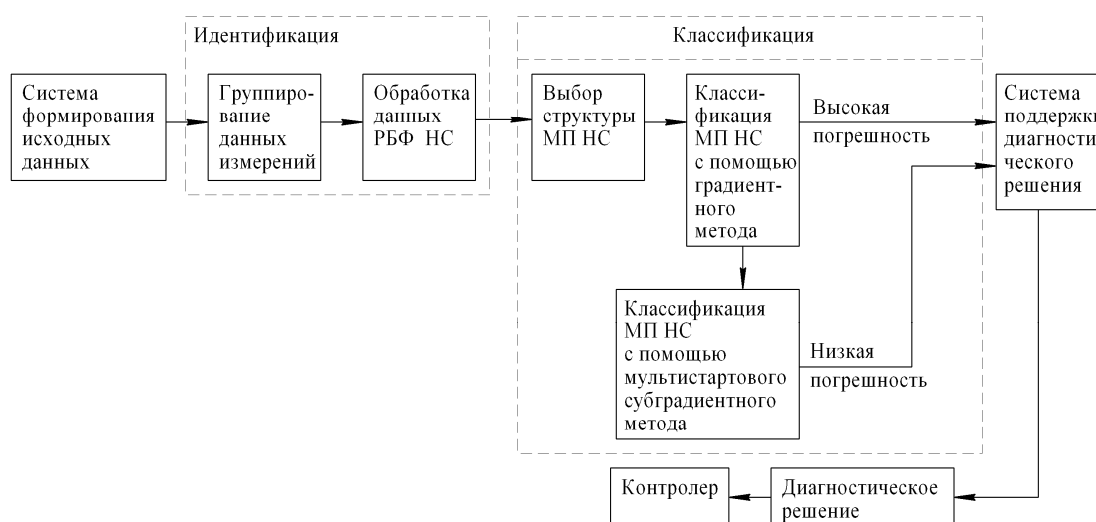 Идентификация
Классификация
Система
формирования
исходных
данных
Группиро-
вание
данных
измерений
Обработка
данных
РБФ НС
Выбор
структуры
МП НС
Класси-
фикация
МП НС
с помощью
градиент-
ного
метода
Высокая
погрешность
Система
поддержки
диагности-
ческого
решения
Классификация
МП НС
с помощью
мультистартового
субградиентного
метода
Низкая
погрешность
Контролер
Диагностическое
решение